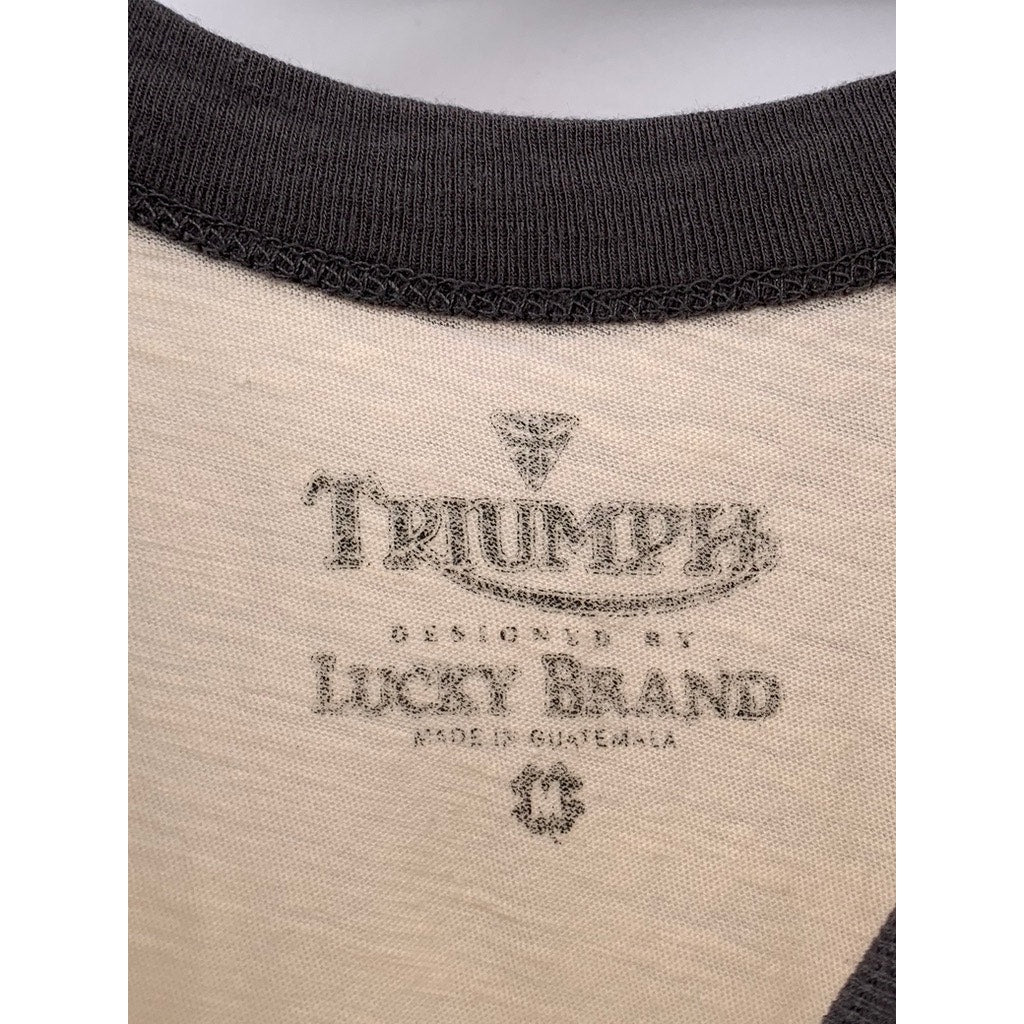 TRIUMPH
DESIGNED BY
LUCKY BRAND
MADE IN GUATEMALA
M